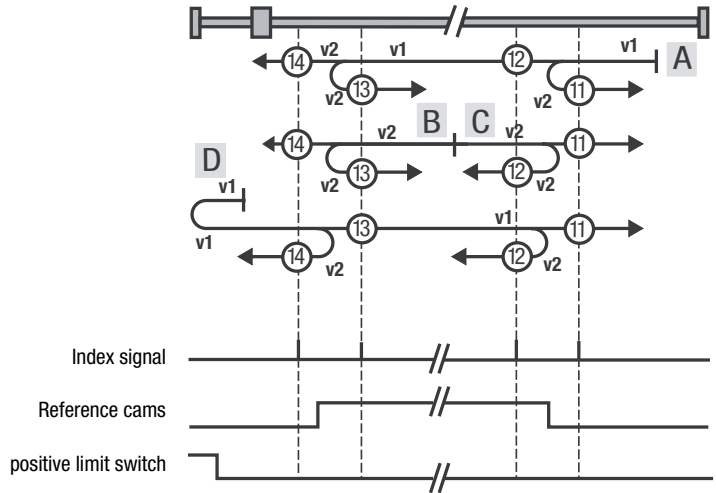 v2 v1 v1
14 12 A
v2 13 v2 11
v2 B C v2
14 11
D v2 13 12 v2
v1
v1 13 v1 11
14 v2 12 v2
Index signal
Reference cams
positive limit switch